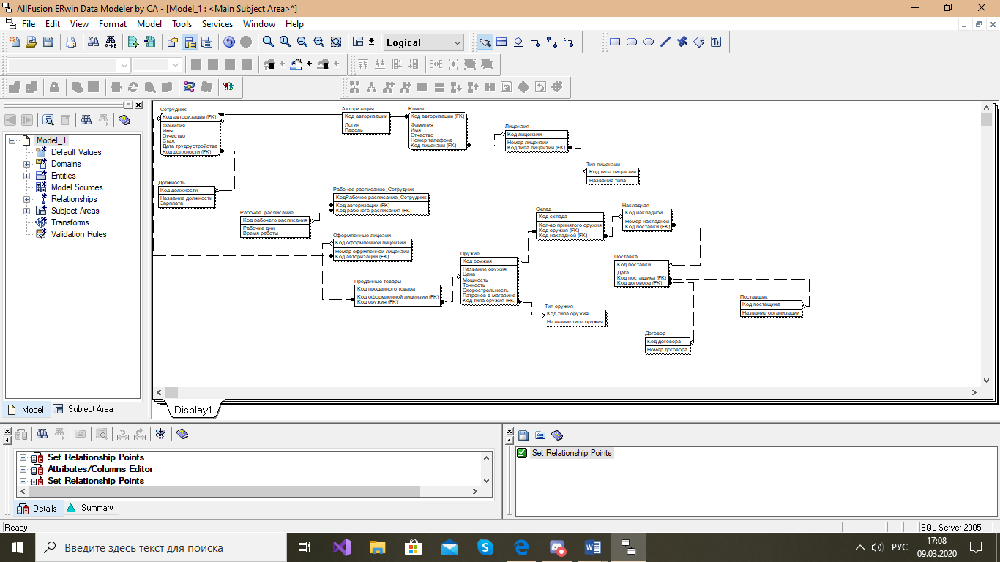 AllFusion ERwin Data Modeler by CA - [Model_1 : <Main Subject Area>*]
File Edit View Format Model Tools Services Window Help
Logical
Model_1
Default Values
Domains
Entities
Model Sources
Relationships
Subject Areas
Transforms
Validation Rules
Model Subject Area
Сотрудник
Код авторизации (FK)
Фамилия
Имя
Отчество
Стаж
Дата трудоустройства
Код должности (FK)
Авторизация
Код авторизации
Логин
Пароль
Клиент
Код авторизации (FK)
Фамилия
Имя
Отчество
Номер телефона
Код лицензии (FK)
Лицензия
Код лицензии
Номер лицензии
Код типа лицензии (FK)
Тип лицензии
Код типа лицензии
Название типа
Должность
Код должности
Название должности
Зарплата
Рабочее расписание_Сотрудник
КодРабочее расписание_Сотрудник
Код авторизации (FK)
Код рабочего расписания (FK)
Рабочее расписание
Код рабочего расписания
Рабочие дни
Время работы
Оформленные лицезии
Код оформленной лицензии
Номер офрмленной лицензии
Код авторизации (FK)
Проданные товары
Код проданного товара
Код оформленной лицензии (FK)
Код оружия (FK)
Оружие
Код оружия
Название оружия
Цена
Мощность
Точность
Скорострельность
Патронов в магазине
Код типа оружия (FK)
Тип оружия
Код типа оружия
Название типа оружия
Склад
Код склада
Кол-во принятого оружия
Код оружия (FK)
Код накладной (FK)
Накладная
Код накладной
Номер накладной
Код поставки (FK)
Поставка
Код поставки
Дата
Код постащика (FK)
Код договора (FK)
Поставщик
Код постащика
Название организации
Договор
Код договора
Номер договора
Display1
Set Relationship Points
Attributes/Columns Editor
Set Relationship Points
Details Summary
Set Relationship Points
Ready
SQL Server 2005
Введите здесь текст для поиска
РУС
17:08
09.03.2020